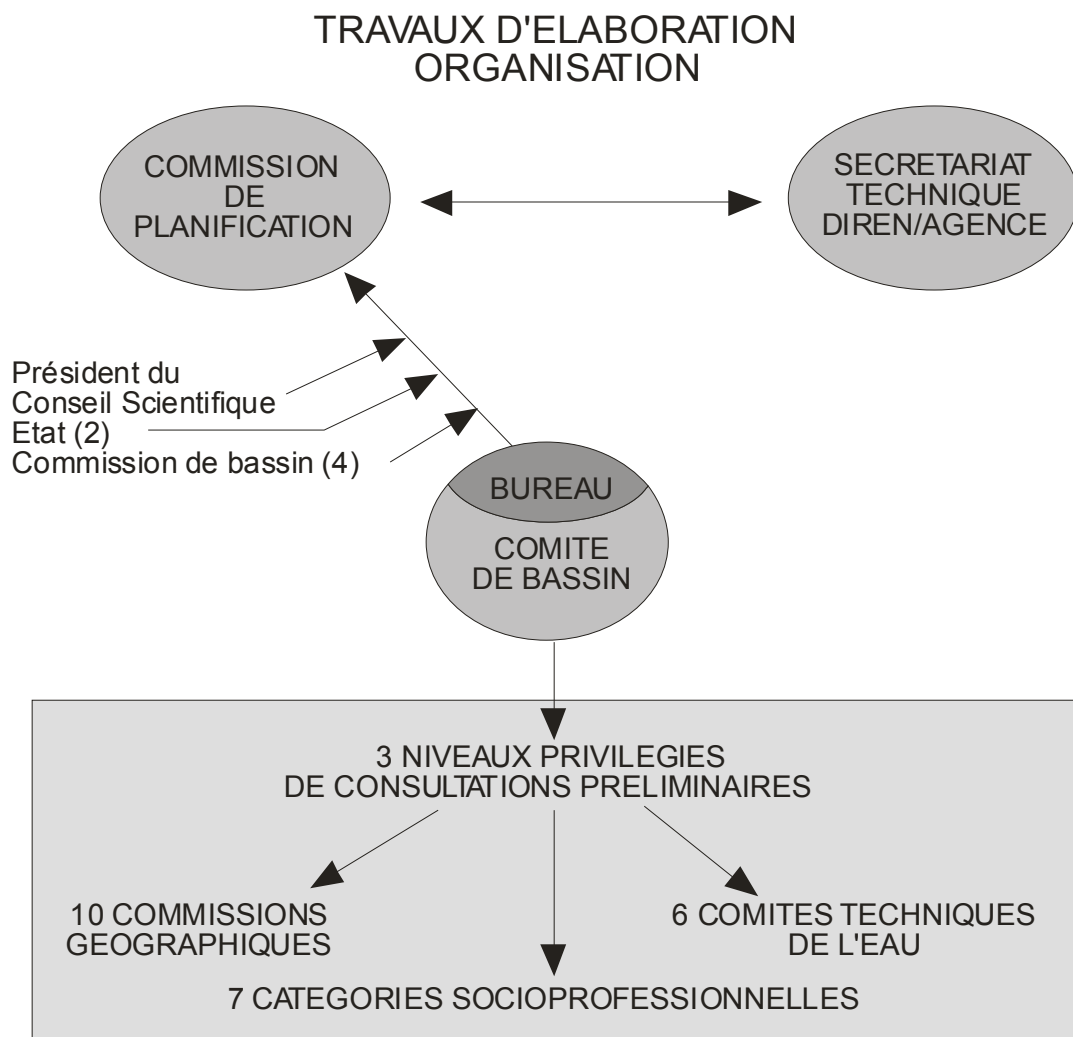 TRAVAUX D'ELABORATION
ORGANISATION
COMMISSION
DE
PLANIFICATION
SECRETARIAT
TECHNIQUE
DIREN/AGENCE
Président du
Conseil Scientifique
Etat (2)
Commission de bassin (4)
BUREAU
COMITE
DE BASSIN
3 NIVEAUX PRIVILEGIES
DE CONSULTATIONS PRELIMINAIRES
10 COMMISSIONS
GEOGRAPHIQUES
6 COMITES TECHNIQUES
DE L'EAU
7 CATEGORIES SOCIOPROFESSIONNELLES